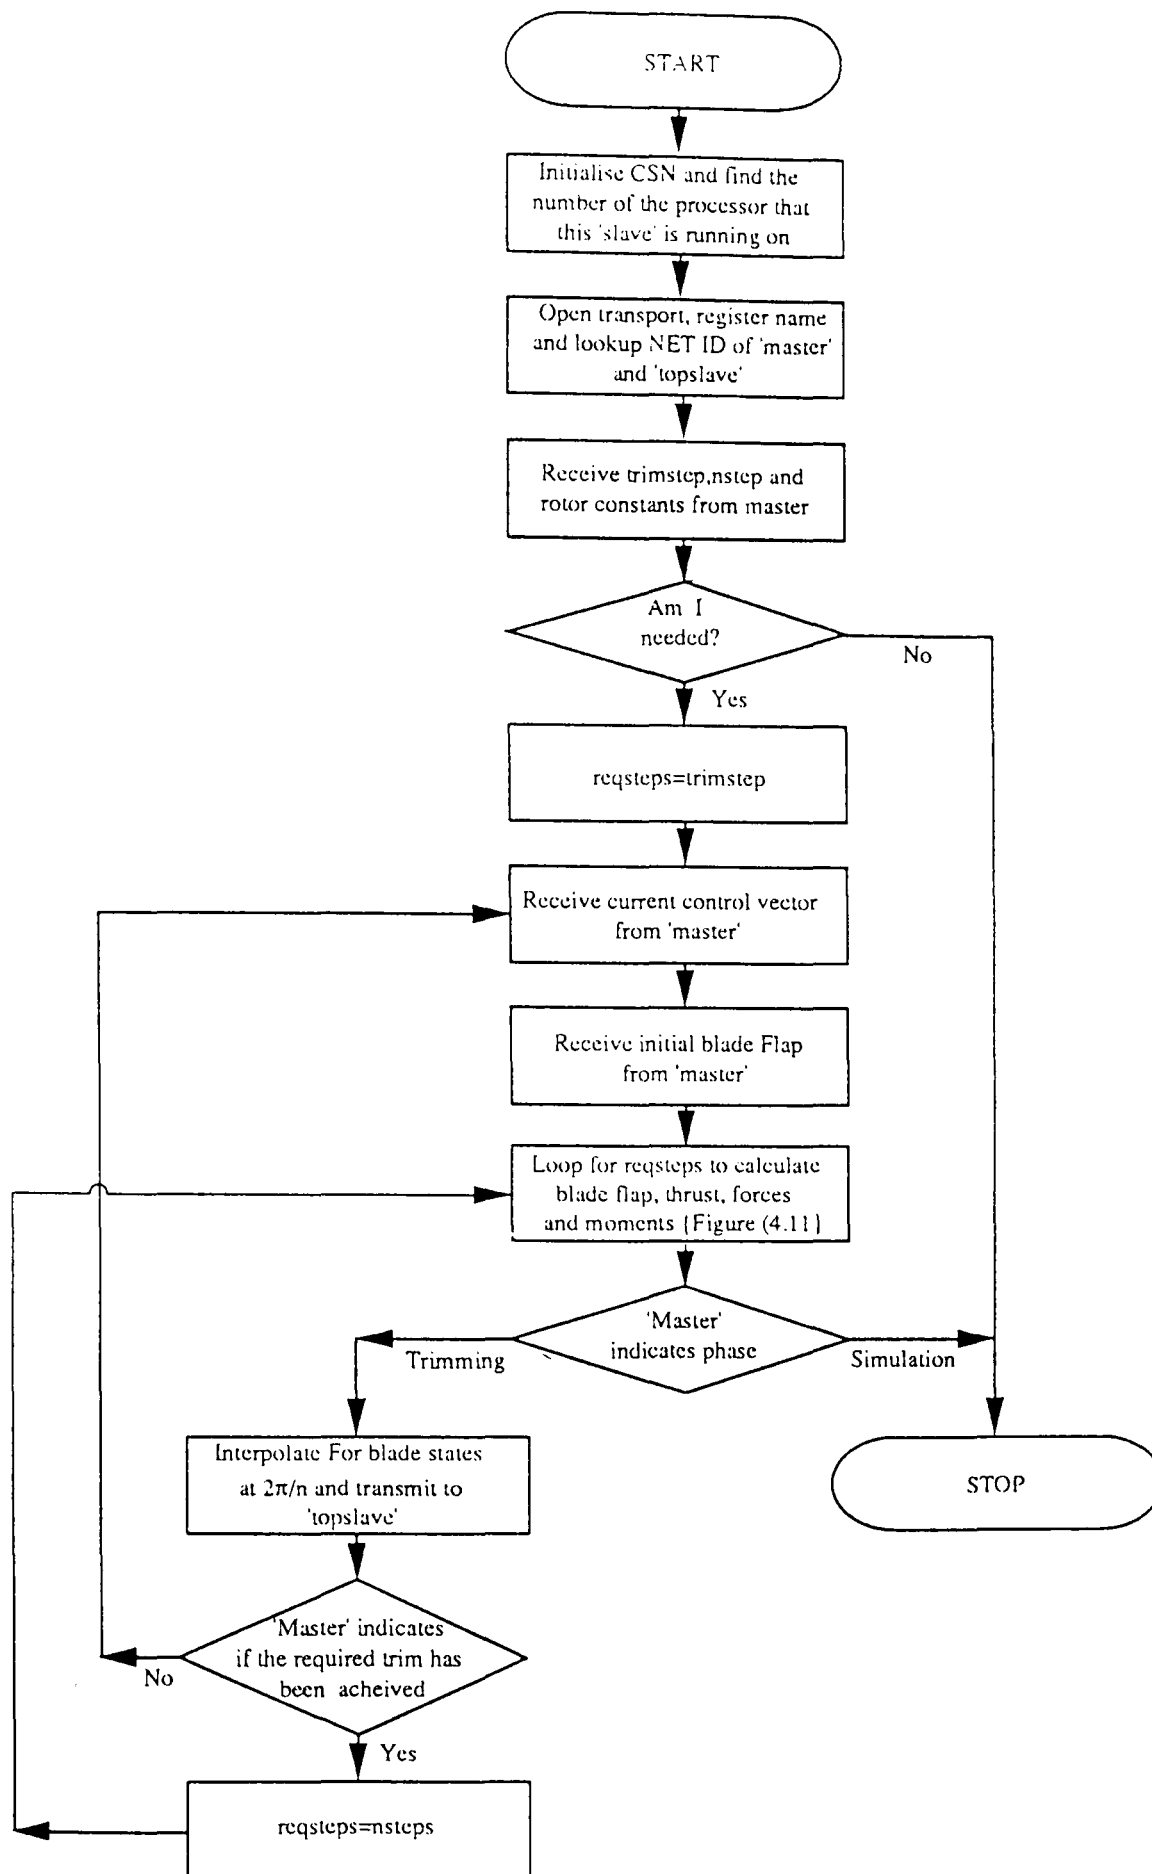 START
Initialise CSN and find the
number of the processor that
this 'slave' is running on
Open transport, register name
and lookup NET ID of 'master'
and 'topslave'
Receive trimstep,nstep and
rotor constants from master
Am I
needed?
No
Yes
reqsteps=trimstep
Receive current control vector
from 'master'
Receive initial blade Flap
from 'master'
Loop for reqsteps to calculate
blade flap, thrust, forces
and moments {Figure (4.11}
'Master'
indicates phase
Trimming
Simulation
Interpolate For blade states
at 2π/n and transmit to
'topslave'
STOP
'Master' indicates
if the required trim has
been acheived
No
Yes
reqsteps=nsteps